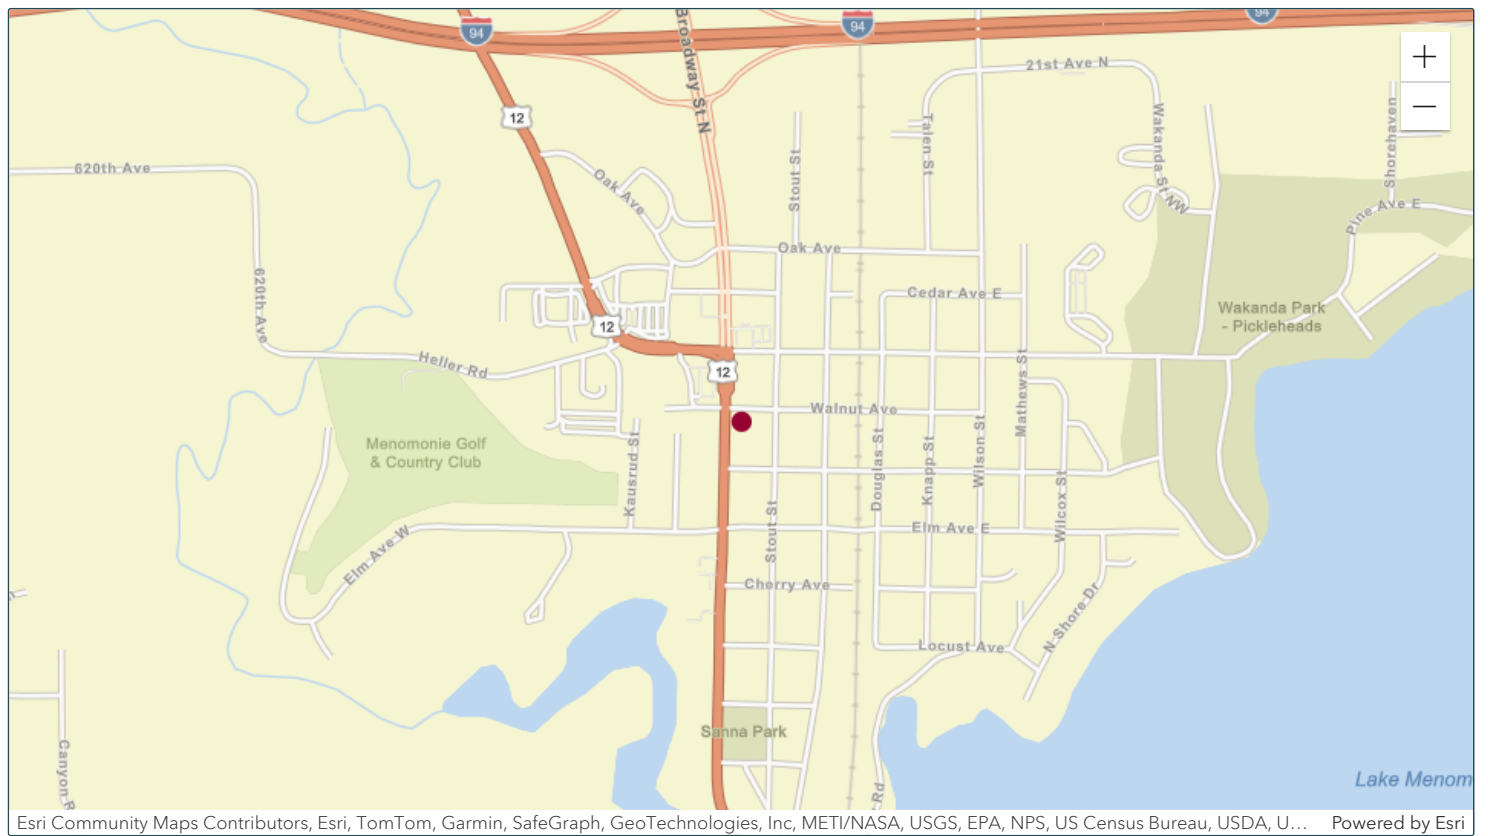 94
94
94
Broadway St N
21st Ave N
12
Talen St
Wakanda St NW
Shorehaven
Stout St
620th Ave
Oak Ave
Pine Ave E
Oak Ave
620th Ave
Cedar Ave E
Wakanda Park
- Pickleheads
12
Heller Rd
12
Mathews St
Walnut Ave
Menomonie Golf
& Country Club
Kausrud St
Douglas St
Knapp St
Wilson St
Wilcox St
Stout St
Elm Ave W
Elm Ave E
Cherry Ave
N Shore Dr
Locust Ave
Sanna Park
Canyon R
Rd
Lake Menom
Esri Community Maps Contributors, Esri, TomTom, Garmin, SafeGraph, GeoTechnologies, Inc, METI/NASA, USGS, EPA, NPS, US Census Bureau, USDA, U... Powered by Esri